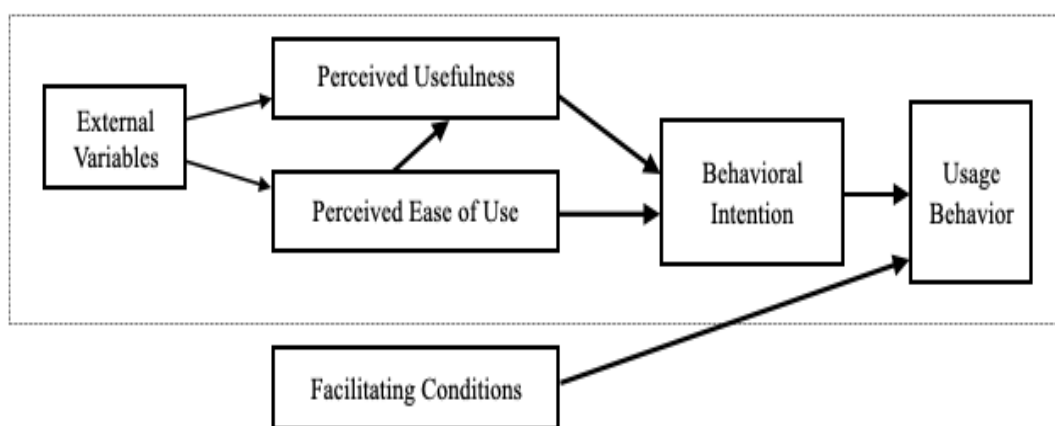 Perceived Usefulness
External
Variables
Perceived Ease of Use
Behavioral
Intention
Usage
Behavior
Facilitating Conditions